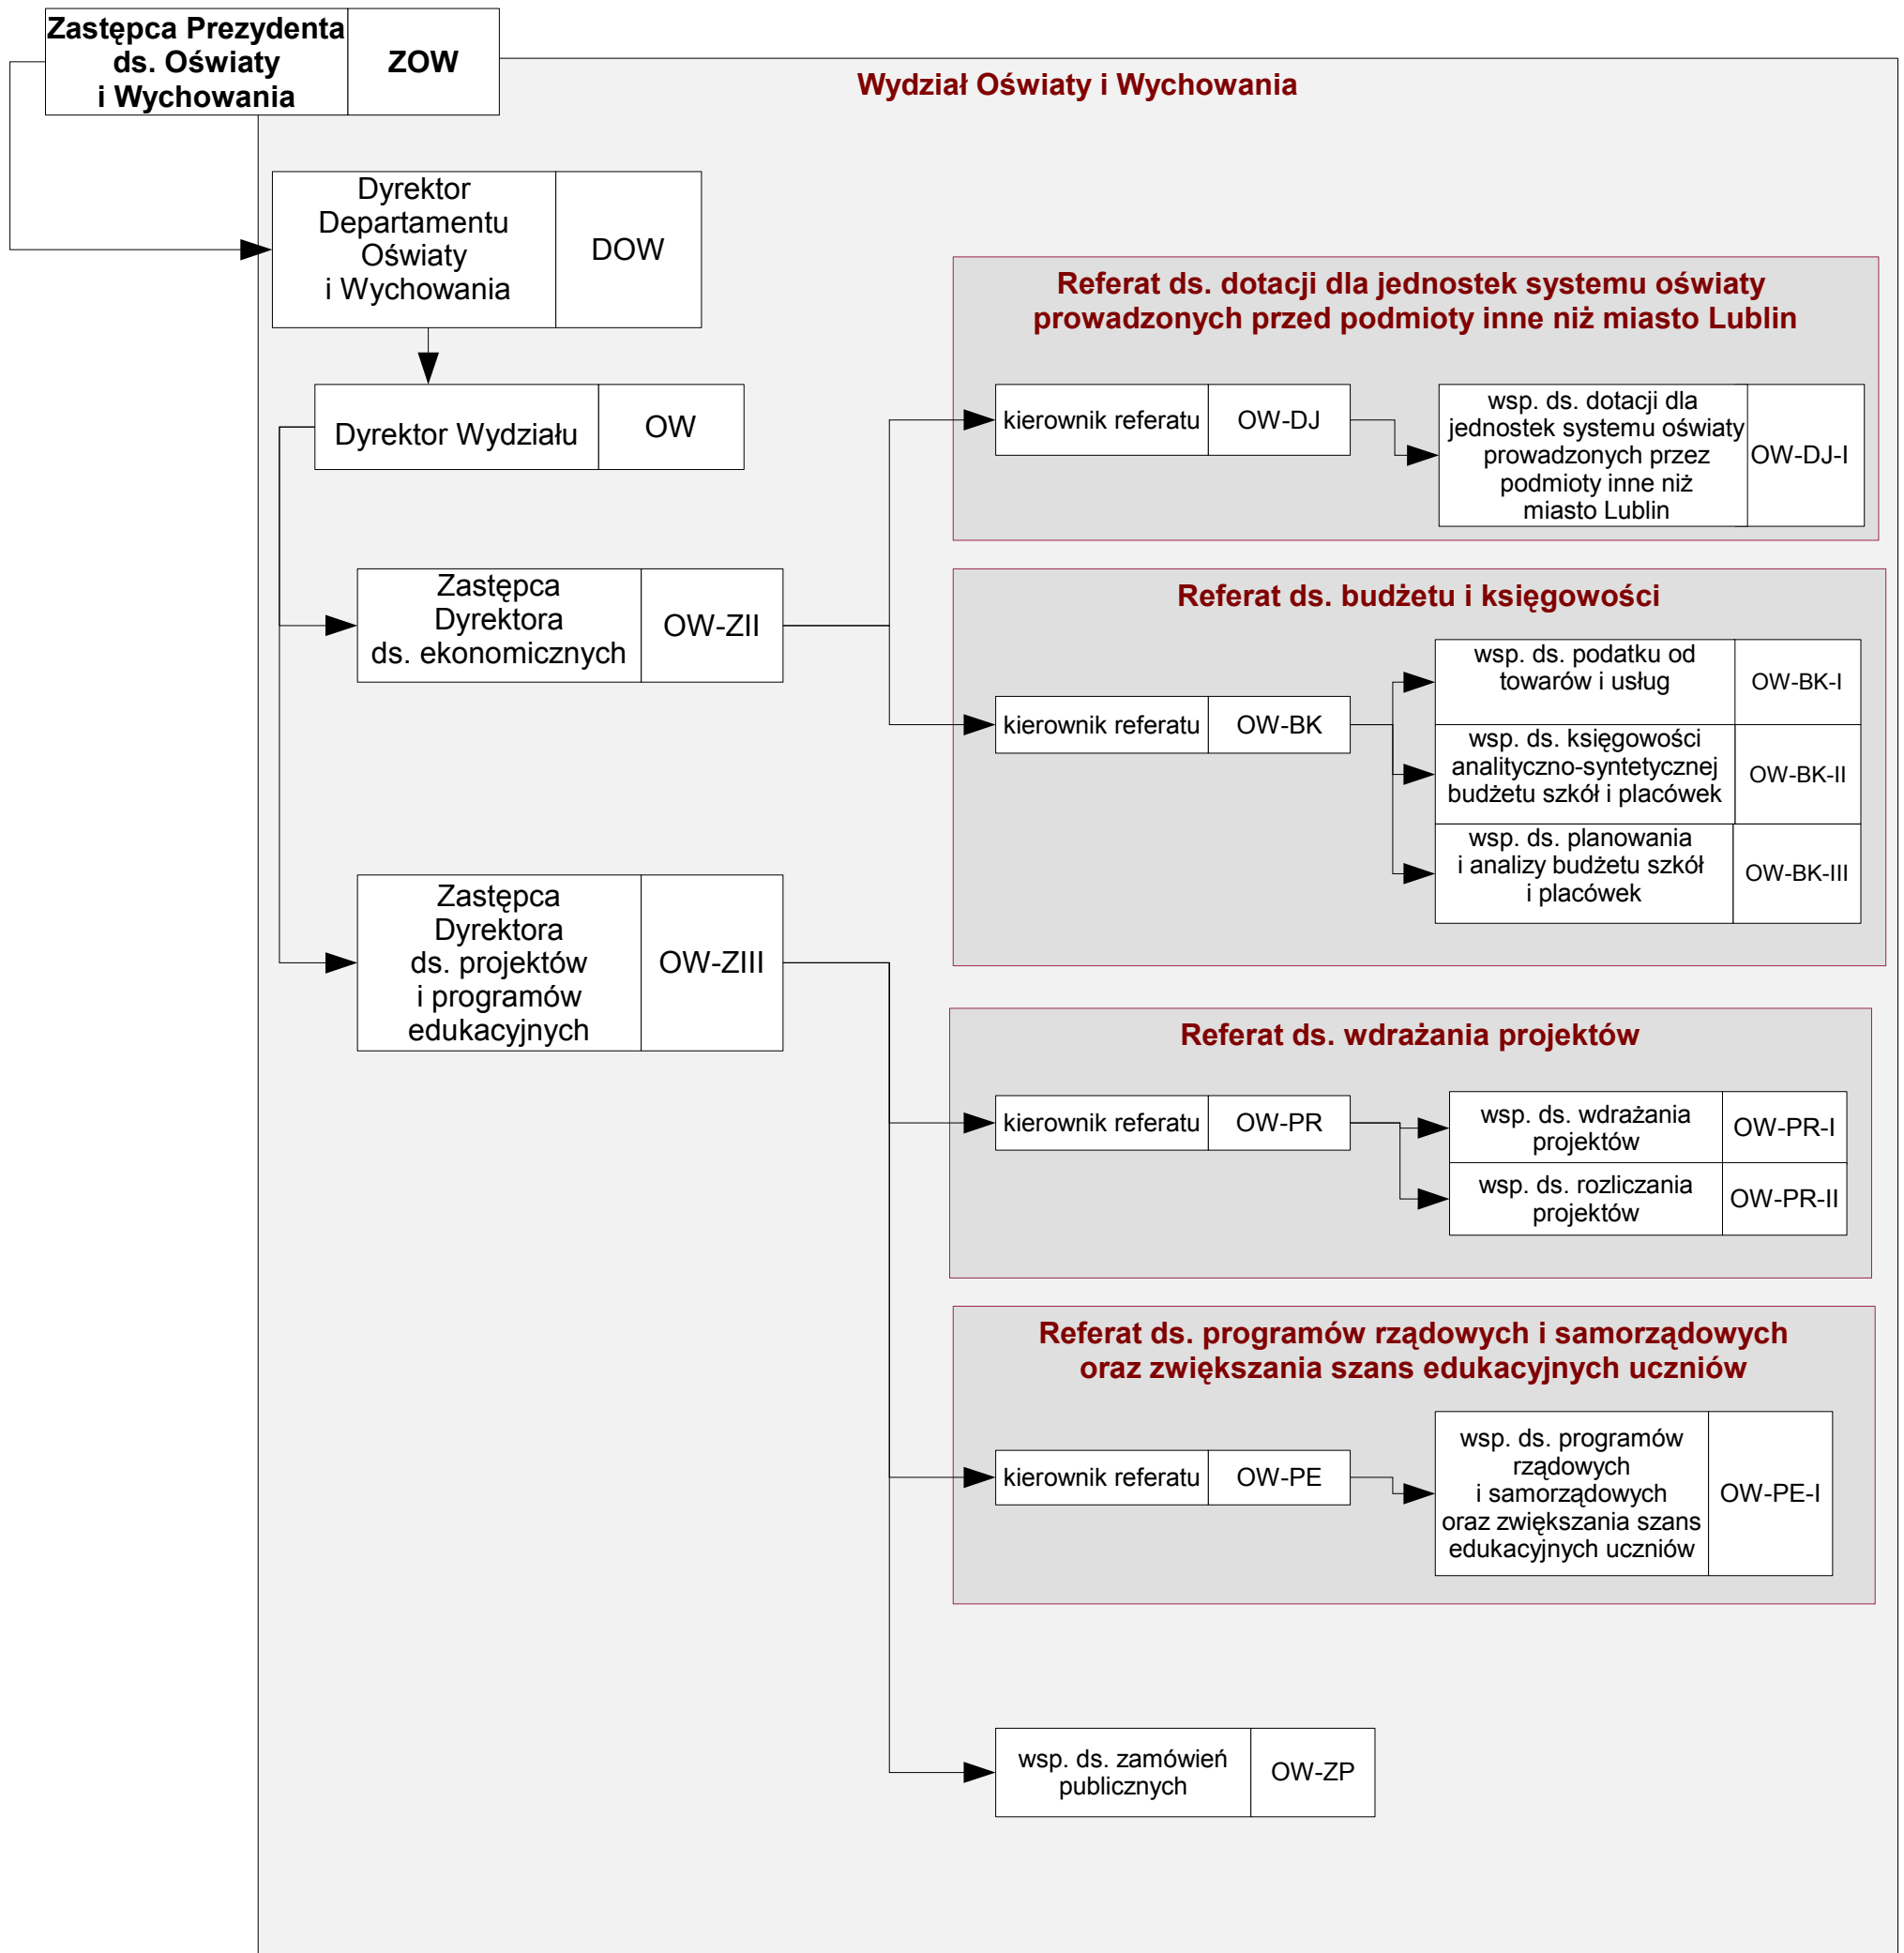 Zastępca Prezydenta
ds. Oświaty
i Wychowania
ZOW
Wydział Oświaty i Wychowania
Dyrektor
Departamentu
Oświaty
i Wychowania
DOW
Dyrektor Wydziału
OW
Referat ds. dotacji dla jednostek systemu oświaty
prowadzonych przed podmioty inne niż miasto Lublin
kierownik referatu
OW-DJ
wsp. ds. dotacji dla
jednostek systemu oświaty
prowadzonych przez
podmioty inne niż
miasto Lublin
OW-DJ-I
Zastępca
Dyrektora
ds. ekonomicznych
OW-ZII
Referat ds. budżetu i księgowości
kierownik referatu
OW-BK
wsp. ds. podatku od
towarów i usług
OW-BK-I
wsp. ds. księgowości
analityczno-syntetycznej
budżetu szkół i placówek
OW-BK-II
wsp. ds. planowania
i analizy budżetu szkół
i placówek
OW-BK-III
Zastępca
Dyrektora
ds. projektów
i programów
edukacyjnych
OW-ZIII
Referat ds. wdrażania projektów
kierownik referatu
OW-PR
wsp. ds. wdrażania
projektów
OW-PR-I
wsp. ds. rozliczania
projektów
OW-PR-II
Referat ds. programów rządowych i samorządowych
oraz zwiększania szans edukacyjnych uczniów
kierownik referatu
OW-PE
wsp. ds. programów
rządowych
i samorządowych
oraz zwiększania szans
edukacyjnych uczniów
OW-PE-I
wsp. ds. zamówień
publicznych
OW-ZP